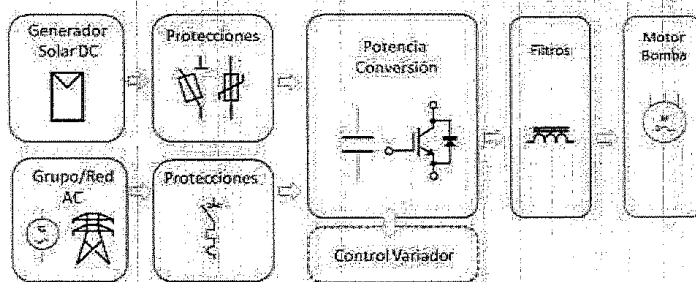 Generador
Solar DC
Protecciones
Potencia
Conversión
Filtros
Motor
Bomba
Grupo/Red
AC
Protecciones
Control Variador